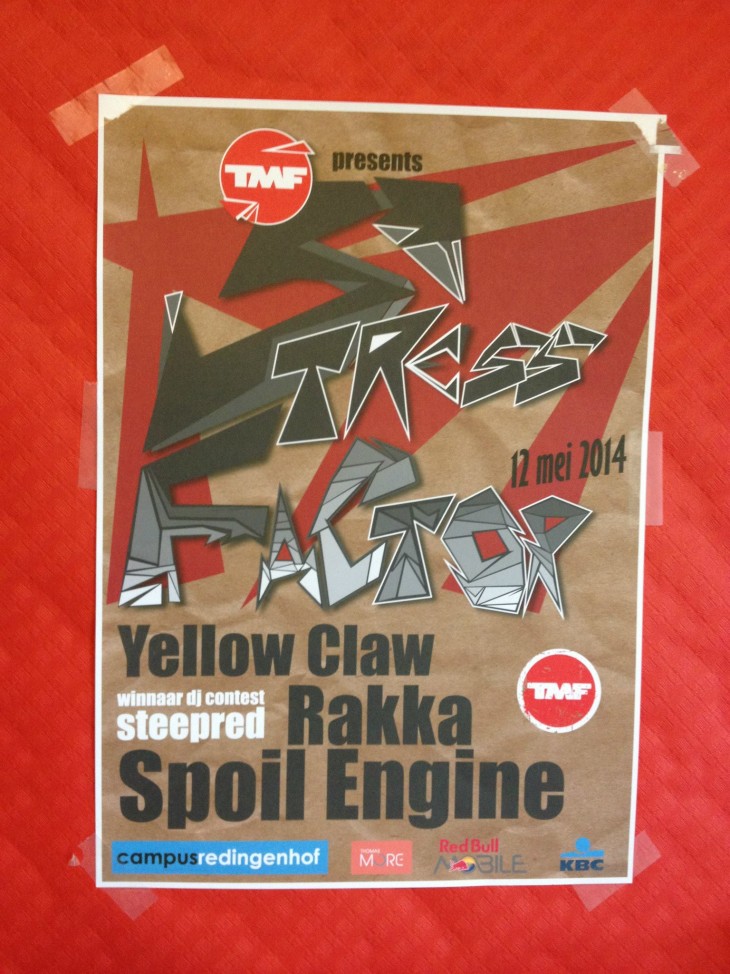 TMF
presents
STRESS
FACTOR
12 mei 2014
Yellow Claw
winnaar dj contest
steepred
Rakka
TMF
Spoil Engine
campusredingenhof
THOMAS
MORE
Red Bull
MOBILE
KBC